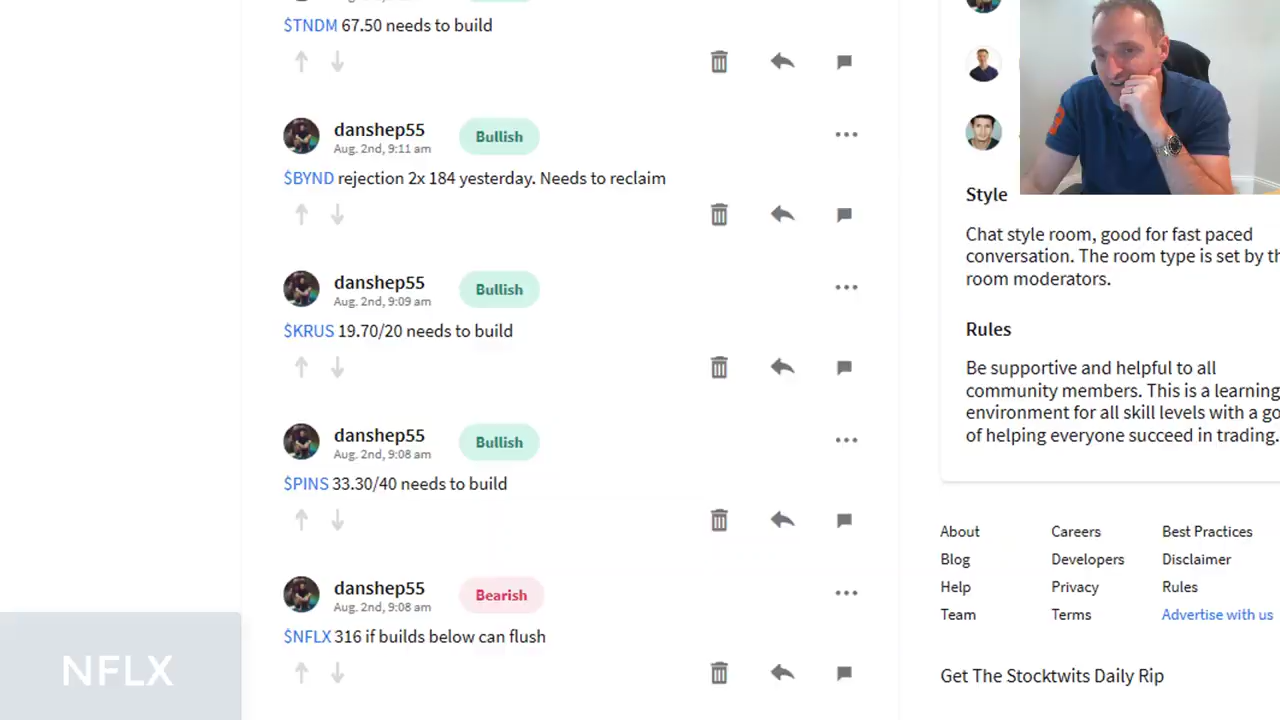 $TNDM 67.50 needs to build
danshep55 Bullish
Aug. 2nd, 9:11 am
$BYND rejection 2x 184 yesterday. Needs to reclaim
danshep55 Bullish
Aug. 2nd, 9:09 am
$KRUS 19.70/20 needs to build
danshep55 Bullish
Aug. 2nd, 9:08 am
$PINS 33.30/40 needs to build
danshep55 Bearish
Aug. 2nd, 9:08 am
$NFLX 316 if builds below can flush
NFLX
Style
Chat style room, good for fast paced
conversation. The room type is set by th
room moderators.
Rules
Be supportive and helpful to all
community members. This is a learning
environment for all skill levels with a go
of helping everyone succeed in trading.
About Careers Best Practices
Blog Developers Disclaimer
Help Privacy Rules
Team Terms Advertise with us
Get The Stocktwits Daily Rip